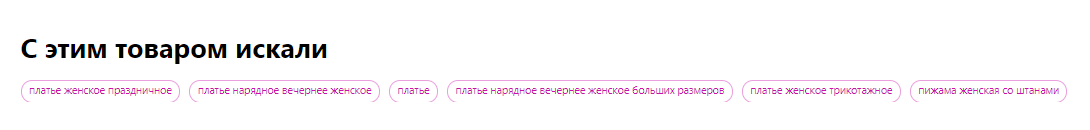 С этим товаром искали
платье женское праздничное платье нарядное вечернее женское платье платье нарядное вечернее женское больших размеров платье женское трикотажное пижама женская со штанами